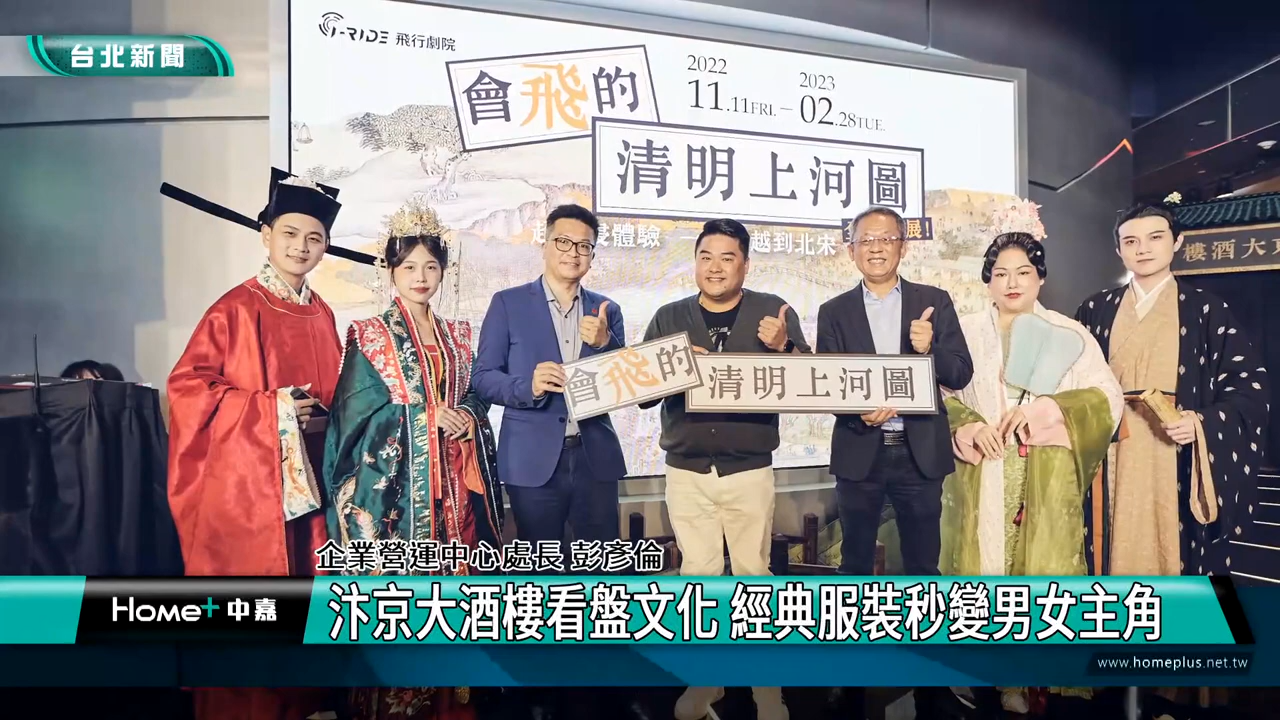 台北新聞
i-RIDE 飛行劇院
會飛的
2022
11.11FRI.–
2023
02.28TUE.
清明上河圖
體驗
越到北宋
展!
大酒樓
會飛的
清明上河圖
企業營運中心處長 彭彥倫
Home+中嘉
汴京大酒樓看盤文化 經典服裝秒變男女主角
www.homeplus.net.tw